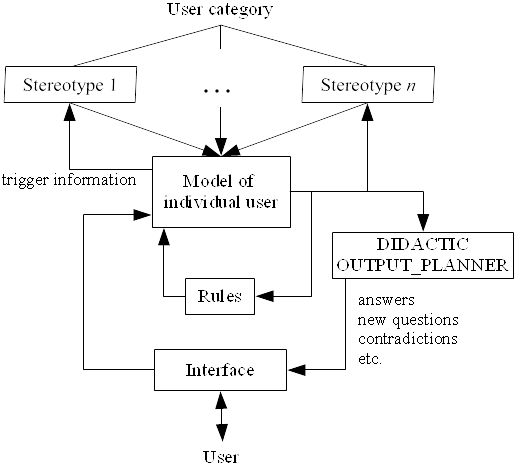 User category
Stereotype 1
...
Stereotype n
trigger information
Model of
individual user
DIDACTIC
OUTPUT_PLANNER
Rules
answers
new questions
contradictions
etc.
Interface
User